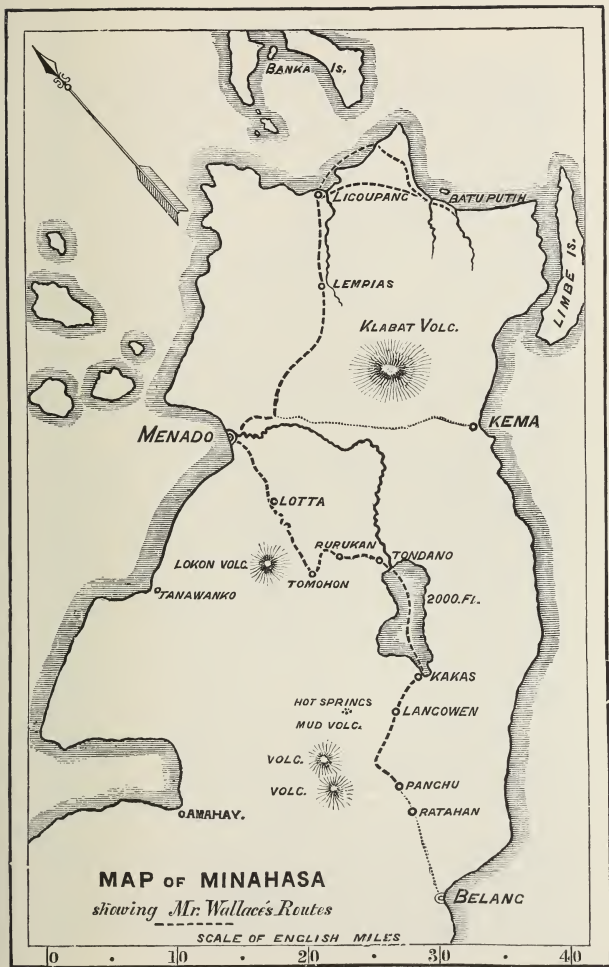 BANKA IS.
LICOUPANG
BATU PUTIH
LIMBE IS.
LEMPIAS
KLABAT VOLC.
MENADO
KEMA
LOTTA
RURUKAN
TONDANO
LOKON VOLC.
TOMOHON
TANAWANKO
2000.Ft.
KAKAS
HOT SPRINGS
MUD VOLC.
LANGOWEN
VOLC.
VOLC.
PANGHU
RATAHAN
AMAHAY.
MAP OF MINAHASA
showing Mr. Wallace's Routes
BELANG
SCALE OF ENGLISH MILES
0 10 20 30 40